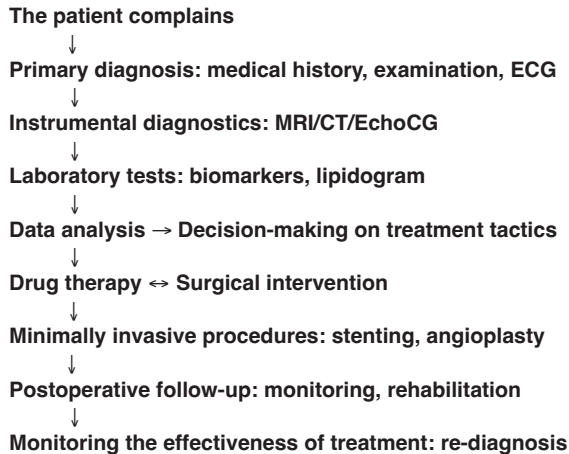 The patient complains
↓
Primary diagnosis: medical history, examination, ECG
↓
Instrumental diagnostics: MRI/CT/EchoCG
↓
Laboratory tests: biomarkers, lipidogram
↓
Data analysis → Decision-making on treatment tactics
↓
Drug therapy ↔ Surgical intervention
↓
Minimally invasive procedures: stenting, angioplasty
↓
Postoperative follow-up: monitoring, rehabilitation
↓
Monitoring the effectiveness of treatment: re-diagnosis